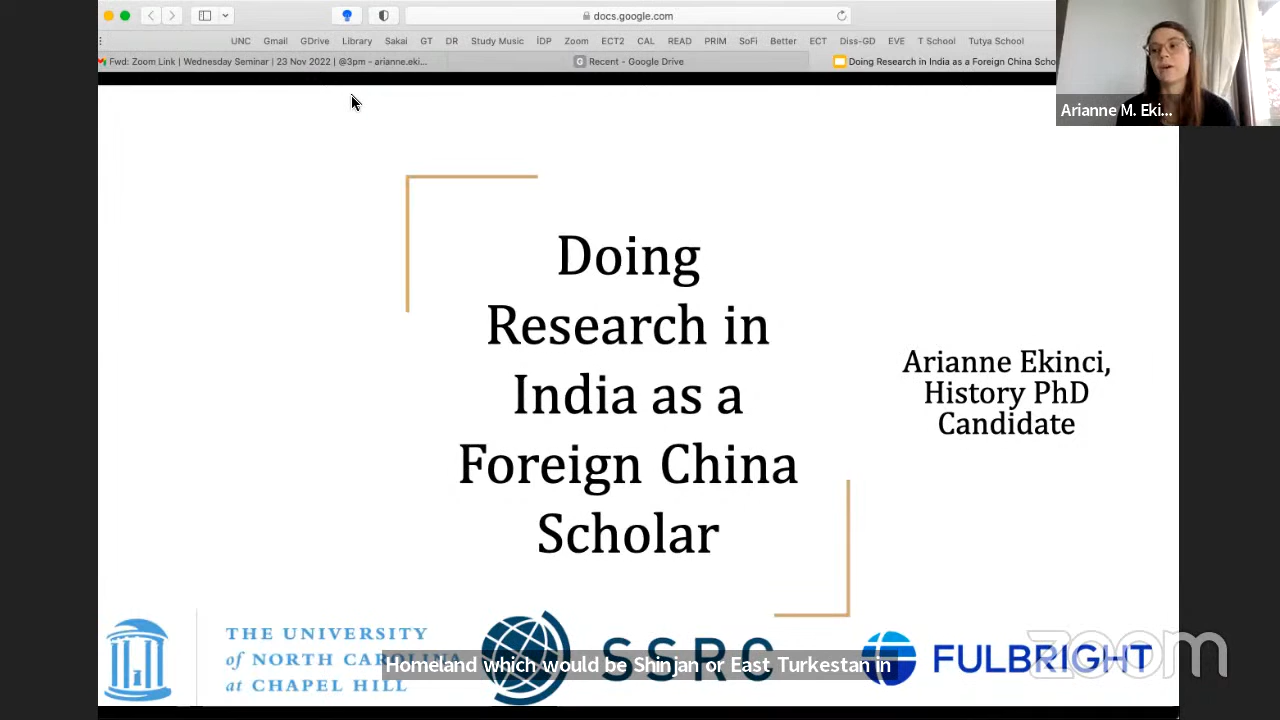 docs.google.com
UNC Gmail GDrive Library Sakai GT DR Study Music İDP Zoom ECT2 CAL READ PRIM SoFi Better ECT Diss-GD EVE T School Tutya School
Fwd: Zoom Link | Wednesday Seminar | 23 Nov 2022 | @3pm - arianne.eki...
Recent - Google Drive
Doing Research in India as a Foreign China Scho
Arianne M. Eki...
Doing
Research in
India as a
Foreign China
Scholar
Arianne Ekinci,
History PhD
Candidate
THE UNIVERSITY
of NORTH CAROLINA
at CHAPEL HILL
SSRC
FULBRIGHT
zoom
Homeland which would be Shinjan or East Turkestan in